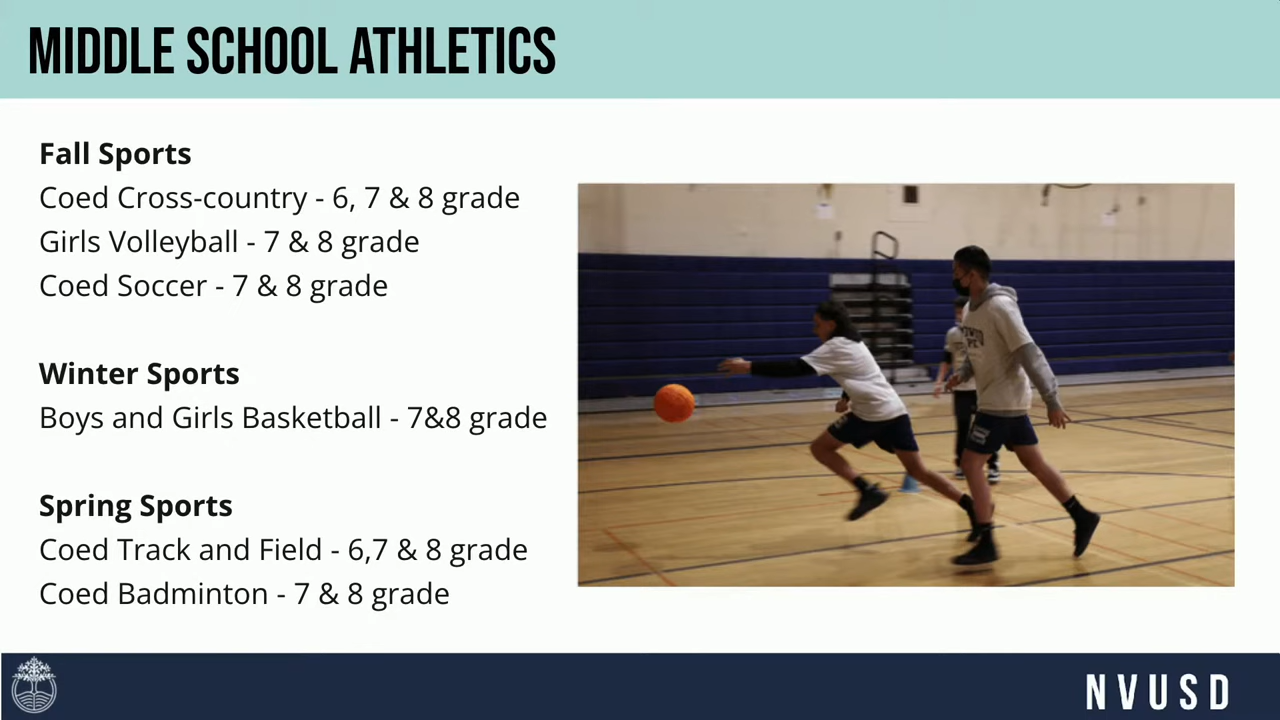 MIDDLE SCHOOL ATHLETICS
Fall Sports
Coed Cross-country - 6, 7 & 8 grade
Girls Volleyball - 7 & 8 grade
Coed Soccer - 7 & 8 grade
Winter Sports
Boys and Girls Basketball - 7&8 grade
Spring Sports
Coed Track and Field - 6,7 & 8 grade
Coed Badminton - 7 & 8 grade
NVUSD